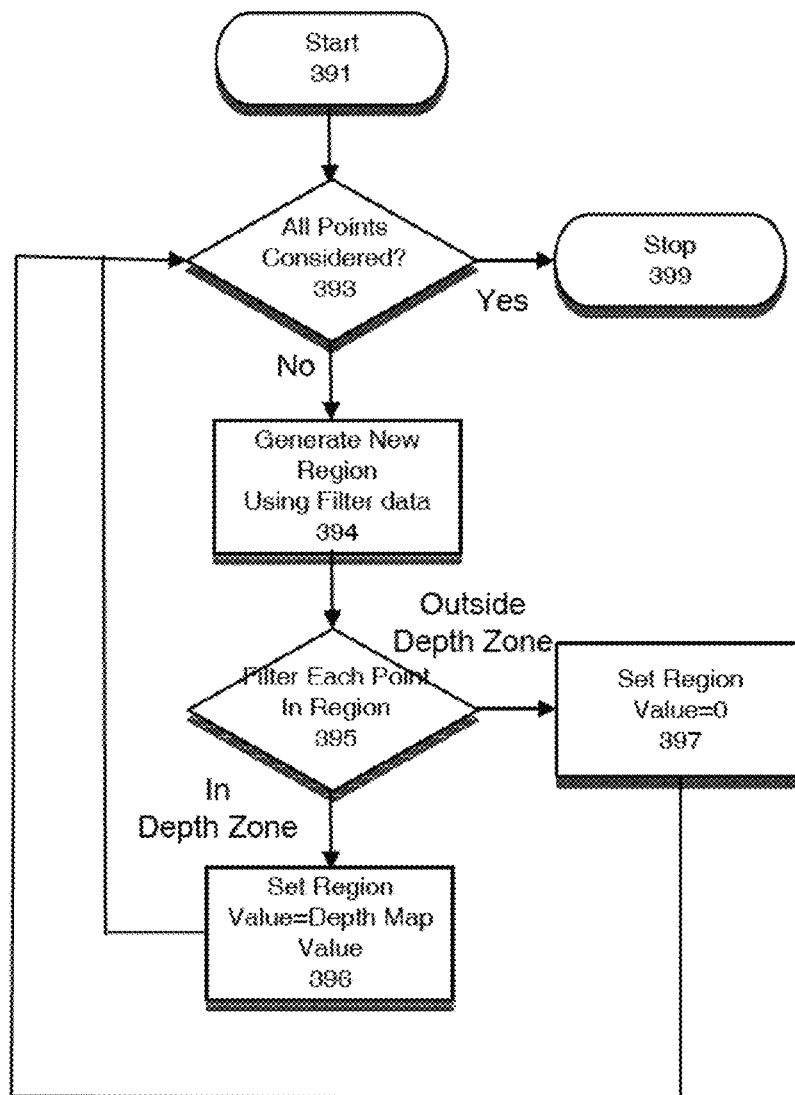 Start
391
All Points
Considered?
393
Stop
399
Yes
No
Generate New
Region
Using Filter data
394
Outside
Depth Zone
Filter Each Point
In Region
395
Set Region
Value=0
397
In
Depth Zone
Set Region
Value=Depth Map
Value
396